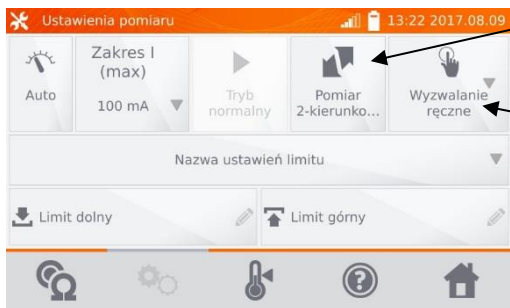 Ustawienia pomiaru
13:22 2017.08.09
Auto
Zakres I
(max)
100 mA
Tryb
normalny
Pomiar
2-kierunko...
Wyzwalanie
ręczne
Nazwa ustawień limitu
Limit dolny
Limit górny